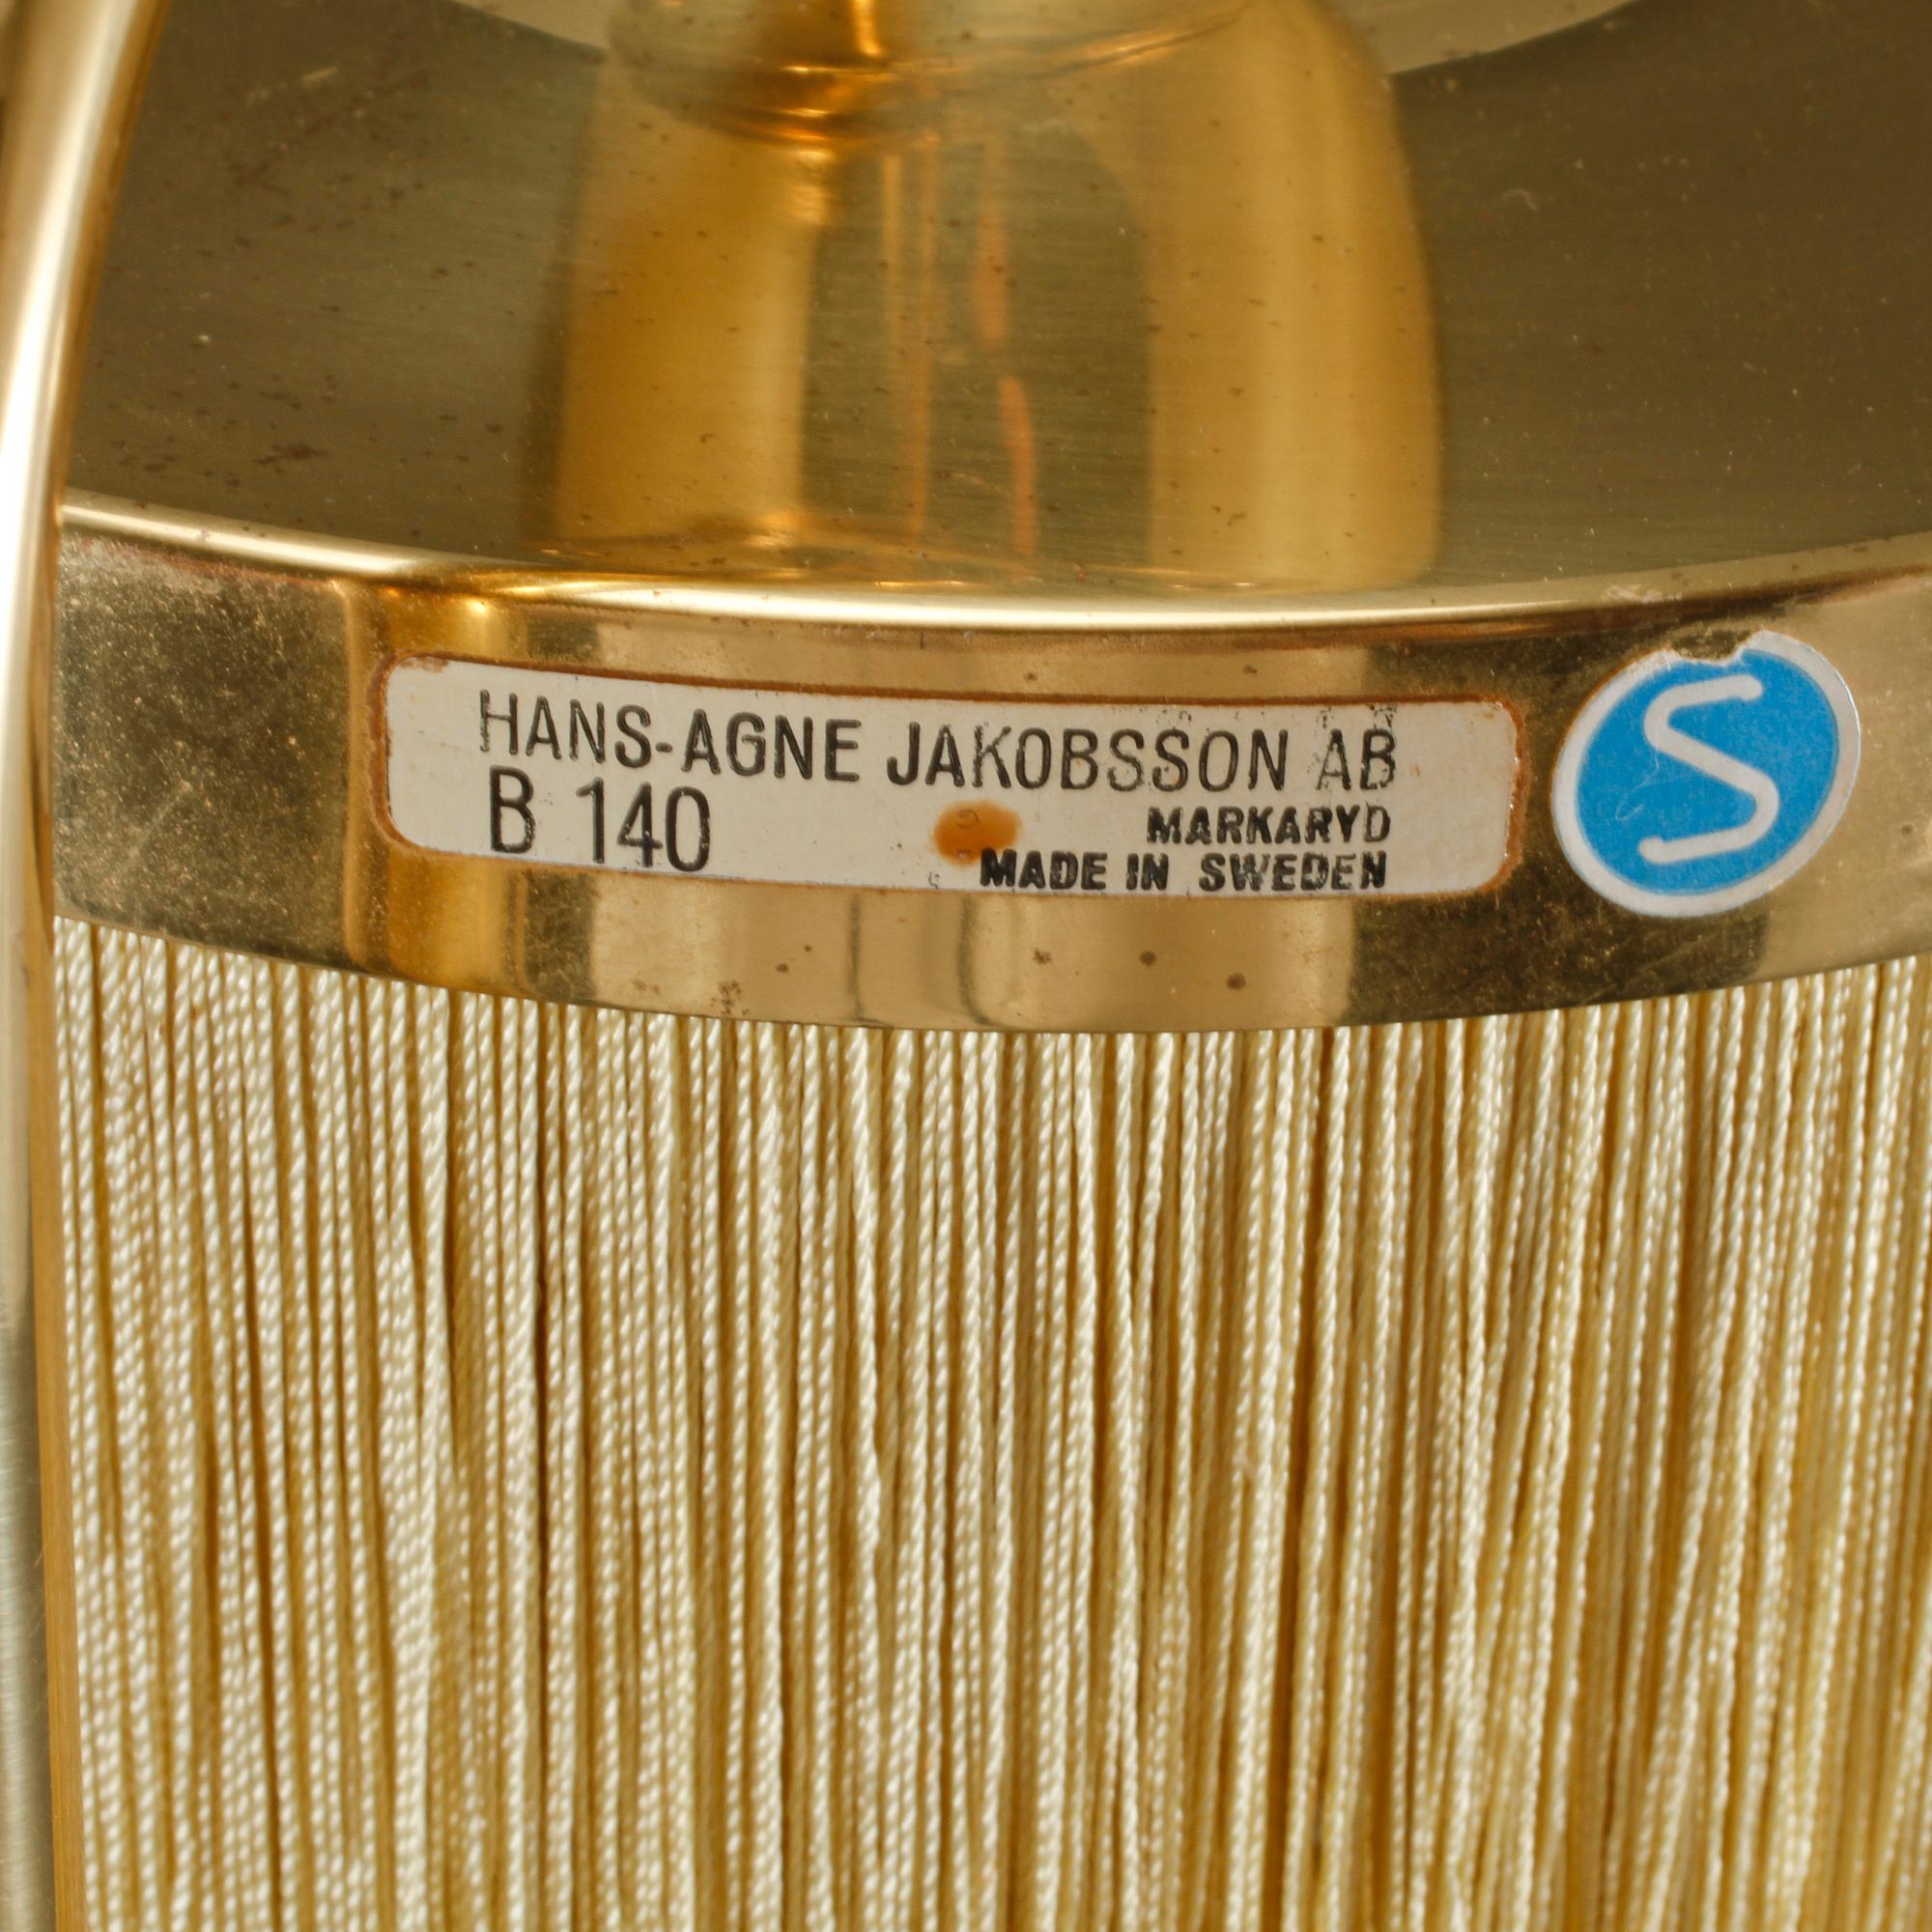 HANS-AGNE JAKOBSSON AB
B 140
MARKARYD
MADE IN SWEDEN
S